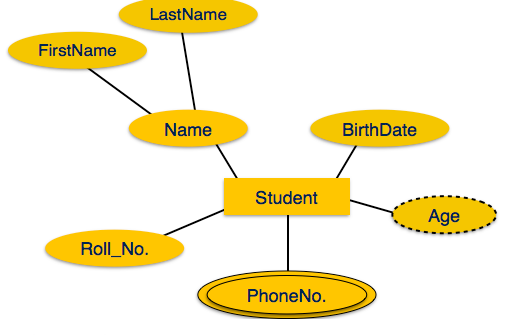 LastName
FirstName
Name
BirthDate
Student
Age
Roll_No.
PhoneNo.